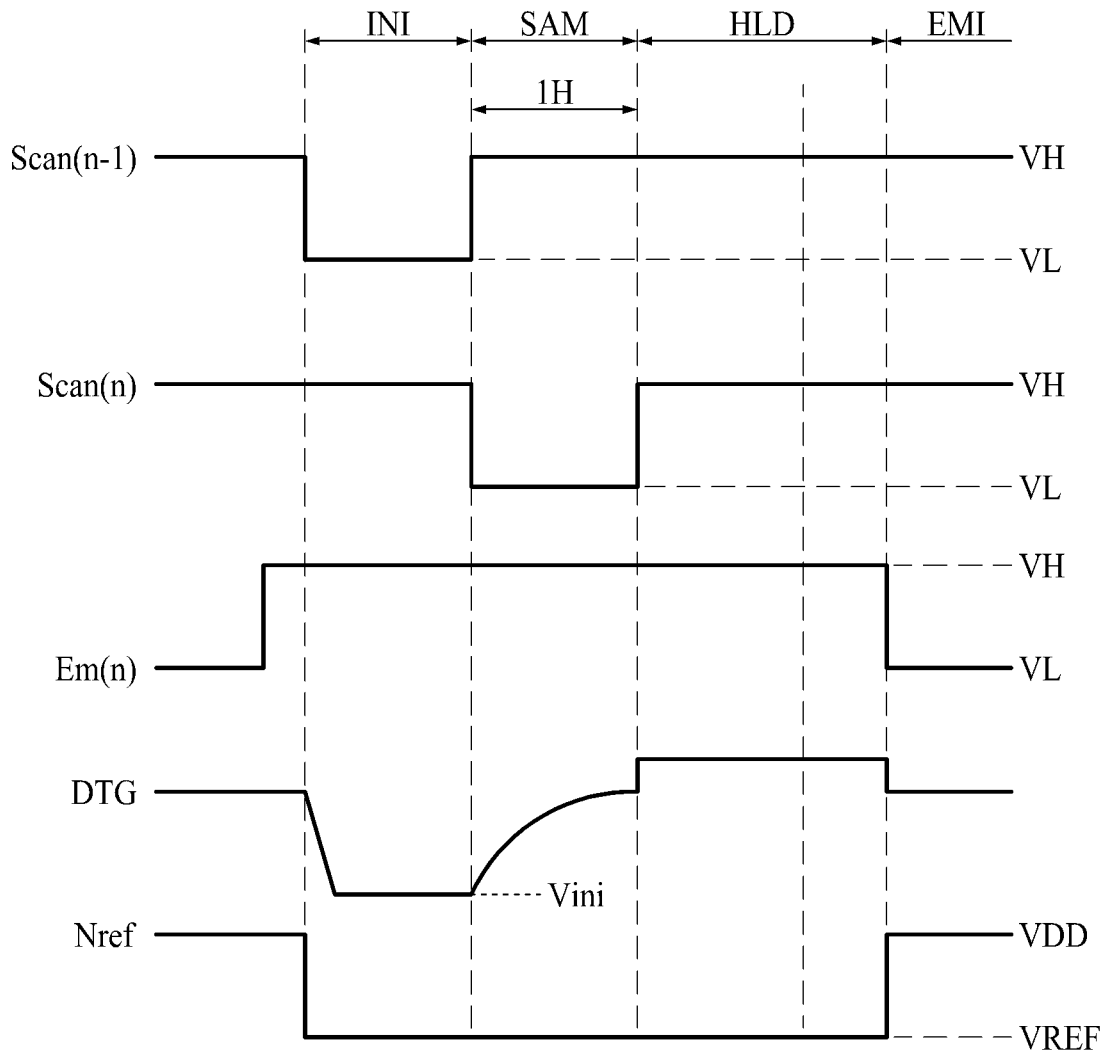 INI SAM HLD EMI
1H
Scan(n-1) VH
VL
Scan(n) VH
VL
VH
Em(n) VL
DTG
Vini
Nref VDD
VREF